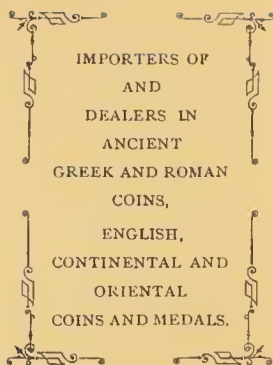 IMPORTERS OF
AND
DEALERS IN
ANCIENT
GREEK AND ROMAN
COINS,
ENGLISH,
CONTINENTAL AND
ORIENTAL
COINS AND MEDALS.